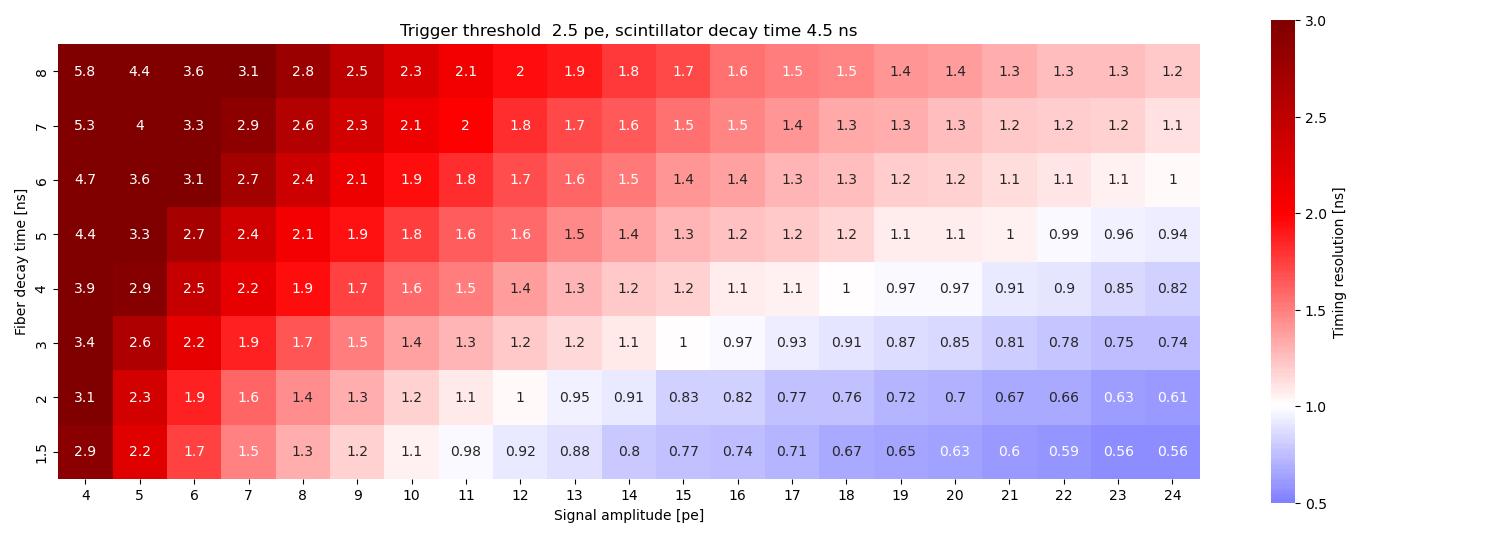 Trigger threshold  2.5 pe, scintillator decay time 4.5 ns
Fiber decay time [ns]
8 5.8 4.4 3.6 3.1 2.8 2.5 2.3 2.1 2 1.9 1.8 1.7 1.6 1.5 1.5 1.4 1.4 1.3 1.3 1.3 1.2
7 5.3 4 3.3 2.9 2.6 2.3 2.1 2 1.8 1.7 1.6 1.5 1.5 1.4 1.3 1.3 1.3 1.2 1.2 1.2 1.1
6 4.7 3.6 3.1 2.7 2.4 2.1 1.9 1.8 1.7 1.6 1.5 1.4 1.4 1.3 1.3 1.2 1.2 1.1 1.1 1.1 1
5 4.4 3.3 2.7 2.4 2.1 1.9 1.8 1.6 1.6 1.5 1.4 1.3 1.2 1.2 1.2 1.1 1.1 1 0.99 0.96 0.94
4 3.9 2.9 2.5 2.2 1.9 1.7 1.6 1.5 1.4 1.3 1.2 1.2 1.1 1.1 1 0.97 0.97 0.91 0.9 0.85 0.82
3 3.4 2.6 2.2 1.9 1.7 1.5 1.4 1.3 1.2 1.2 1.1 1 0.97 0.93 0.91 0.87 0.85 0.81 0.78 0.75 0.74
2 3.1 2.3 1.9 1.6 1.4 1.3 1.2 1.1 1 0.95 0.91 0.83 0.82 0.77 0.76 0.72 0.7 0.67 0.66 0.63 0.61
1.5 2.9 2.2 1.7 1.5 1.3 1.2 1.1 0.98 0.92 0.88 0.8 0.77 0.74 0.71 0.67 0.65 0.63 0.6 0.59 0.56 0.56
4 5 6 7 8 9 10 11 12 13 14 15 16 17 18 19 20 21 22 23 24
Signal amplitude [pe]
3.0
2.5
2.0
1.5
1.0
0.5
Timing resolution [ns]